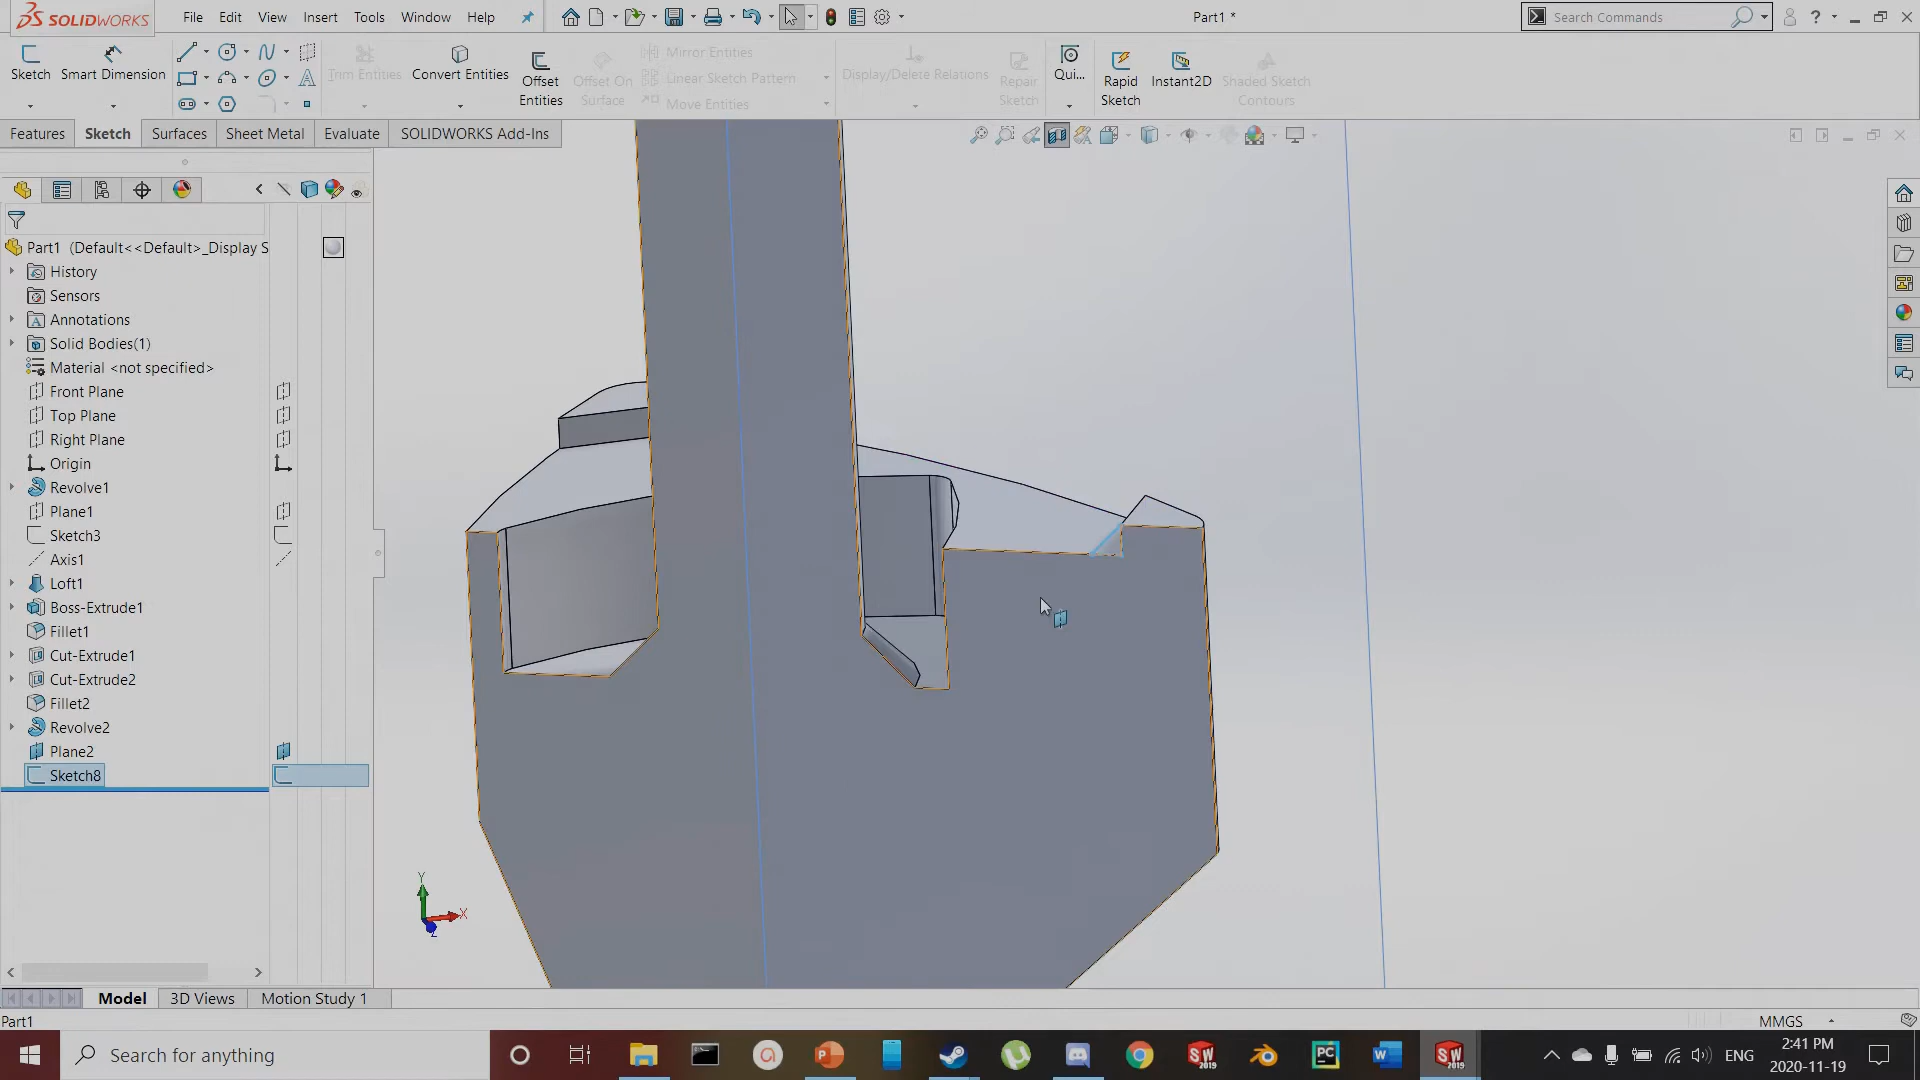 SOLIDWORKS File Edit View Insert Tools Window Help Part1 * Search Commands
Sketch Smart Dimension Trim Entities Convert Entities Offset Entities Offset On Surface Mirror Entities Linear Sketch Pattern Move Entities Display/Delete Relations Repair Sketch Qui... Rapid Sketch Instant2D Shaded Sketch Contours
Features Sketch Surfaces Sheet Metal Evaluate SOLIDWORKS Add-Ins
Part1 (Default<<Default>_Display S
History
Sensors
Annotations
Solid Bodies(1)
Material <not specified>
Front Plane
Top Plane
Right Plane
Origin
Revolve1
Plane1
Sketch3
Axis1
Loft1
Boss-Extrude1
Fillet1
Cut-Extrude1
Cut-Extrude2
Fillet2
Revolve2
Plane2
Sketch8
Y
X
Z
Model 3D Views Motion Study 1
Part1 MMGS
Search for anything ENG 2:41 PM
2020-11-19